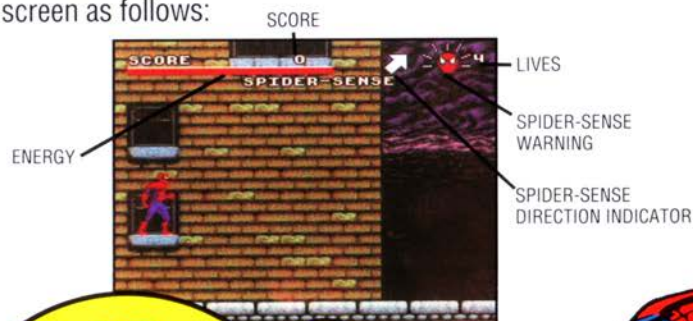 screen as follows:
SCORE
SCORE 0 4
SPIDER-SENSE
LIVES
SPIDER-SENSE
WARNING
ENERGY
SPIDER-SENSE
DIRECTION INDICATOR